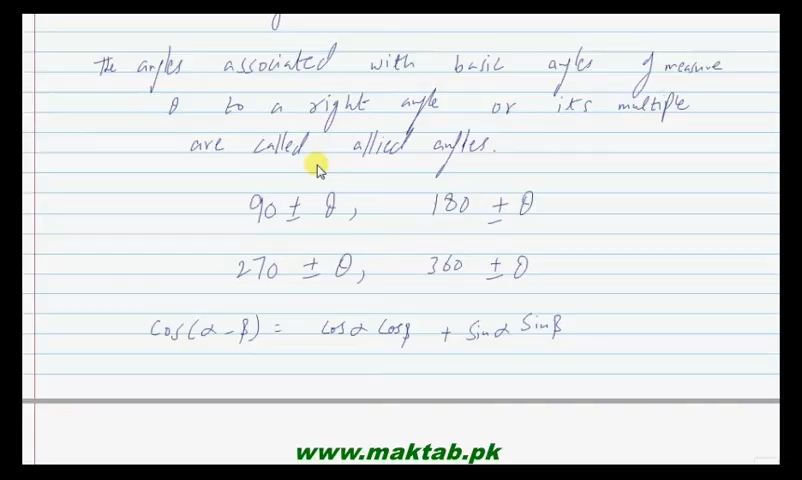 The angles associated with basic angles of measure
θ to a right angle or its multiple
are called allied angles.
90 ± θ, 180 ± θ
270 ± θ, 360 ± θ
Cos(α - β) = Cosα Cosβ + Sinα Sinβ
www.maktab.pk